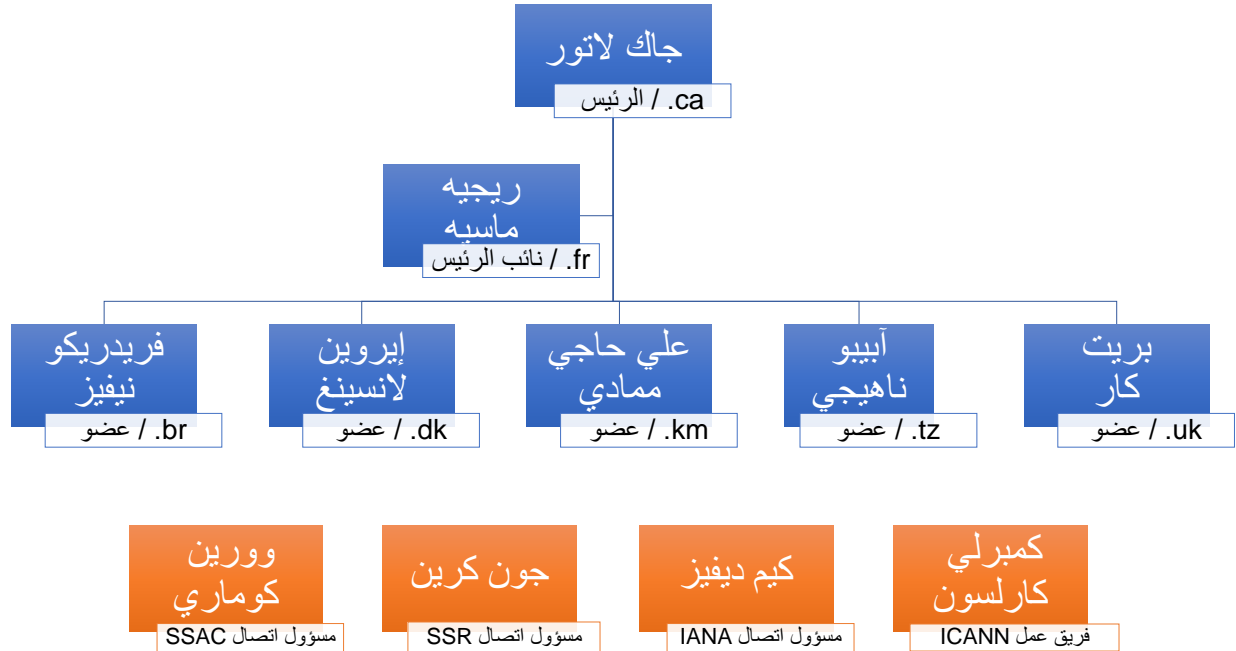 جاك لاتور
.ca / الرئيس
ريجيه
ماسيه
.fr / نائب الرئيس
بريت
كار
.uk / عضو
آبيبو
ناهيجي
.tz / عضو
علي حاجي
ممادي
.km / عضو
إيروين
لانسينغ
.dk / عضو
فريدريكو
نيفيز
.br / عضو
كمبرلي
كارلسون
فريق عمل ICANN
كيم ديفيز
مسؤول اتصال IANA
جون كرين
مسؤول اتصال SSR
وورين
كوماري
مسؤول اتصال SSAC